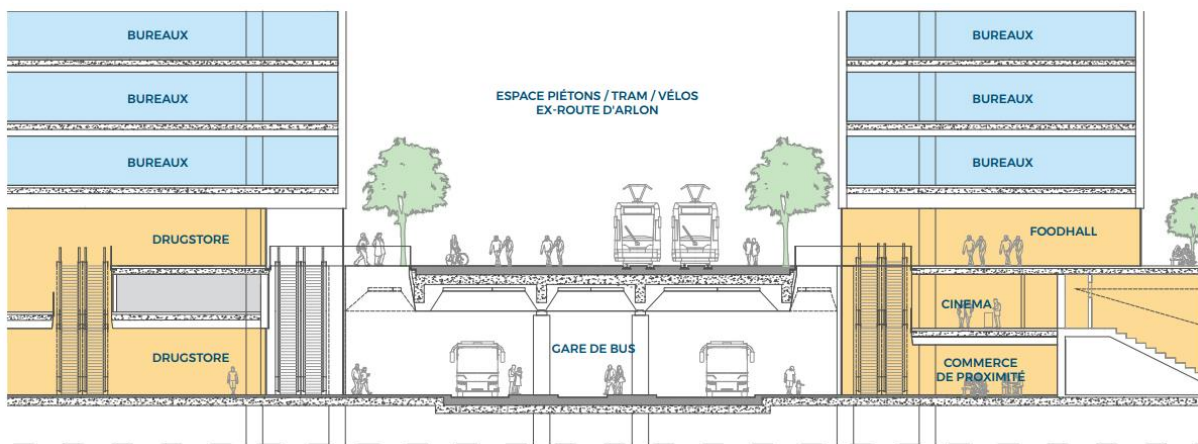 BUREAUX
BUREAUX
BUREAUX
BUREAUX
BUREAUX
BUREAUX
ESPACE PIÉTONS / TRAM / VÉLOS
EX-ROUTE D'ARLON
DRUGSTORE
FOODHALL
CINEMA
GARE DE BUS
DRUGSTORE
COMMERCE
DE PROXIMITÉ